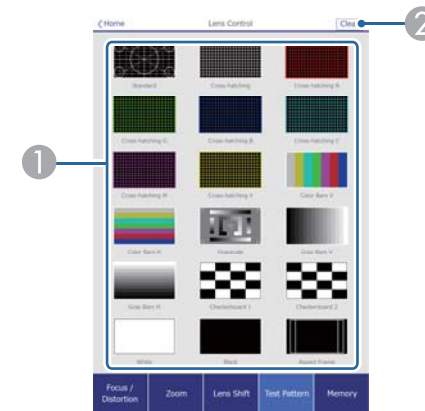 Home Lens Control Clea 2
Standard Cross-hatching Cross-hatching R
Cross-hatching G Cross-hatching B Cross-hatching C
1
Cross-hatching M Cross-hatching Y Color Bars V
Color Bars H Grayscale Gray Bars V
Gray Bars H Checkerboard 1 Checkerboard 2
White Black Aspect Frame
Focus / Distortion Zoom Lens Shift Test Pattern Memory